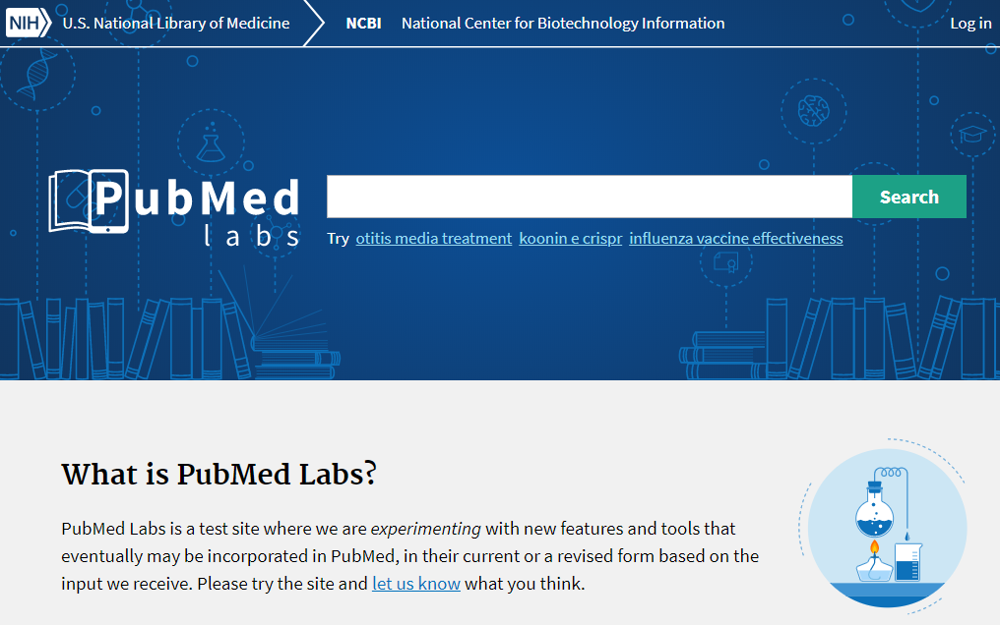 NIH U.S. National Library of Medicine NCBI National Center for Biotechnology Information Log in
PubMed
labs
Search
Try otitis media treatment koonin e crispr influenza vaccine effectiveness
What is PubMed Labs?
PubMed Labs is a test site where we are experimenting with new features and tools that
eventually may be incorporated in PubMed, in their current or a revised form based on the
input we receive. Please try the site and let us know what you think.